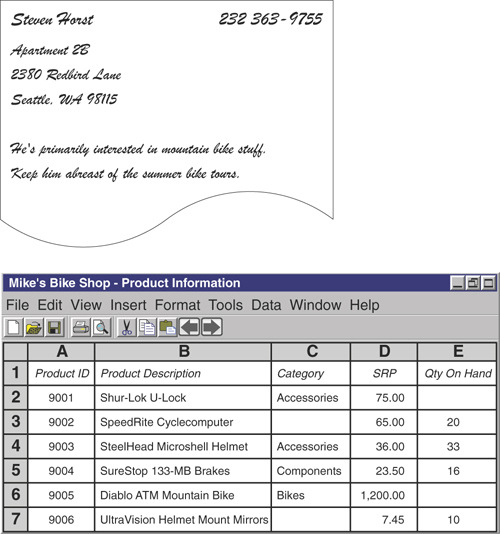 Steven Horst 232 363-9755
Apartment 2B
2380 Redbird Lane
Seattle, WA 98115
He's primarily interested in mountain bike stuff.
Keep him abreast of the summer bike tours.
Mike's Bike Shop - Product Information
File Edit View Insert Format Tools Data Window Help
A B C D E
1 Product ID Product Description Category SRP Qty On Hand
2 9001 Shur-Lok U-Lock Accessories 75.00
3 9002 SpeedRite Cyclecomputer 65.00 20
4 9003 SteelHead Microshell Helmet Accessories 36.00 33
5 9004 SureStop 133-MB Brakes Components 23.50 16
6 9005 Diablo ATM Mountain Bike Bikes 1,200.00
7 9006 UltraVision Helmet Mount Mirrors 7.45 10